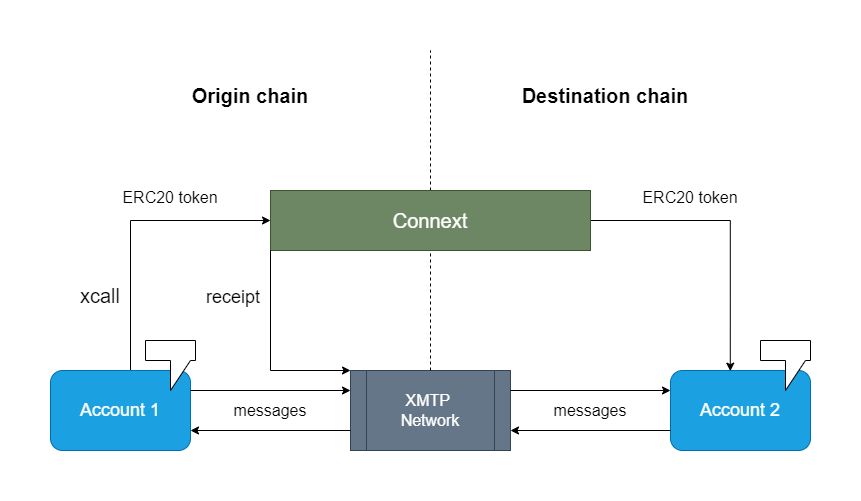 Origin chain
Destination chain
ERC20 token
ERC20 token
Connext
xcall
receipt
Account 1
messages
XMTP
Network
messages
Account 2